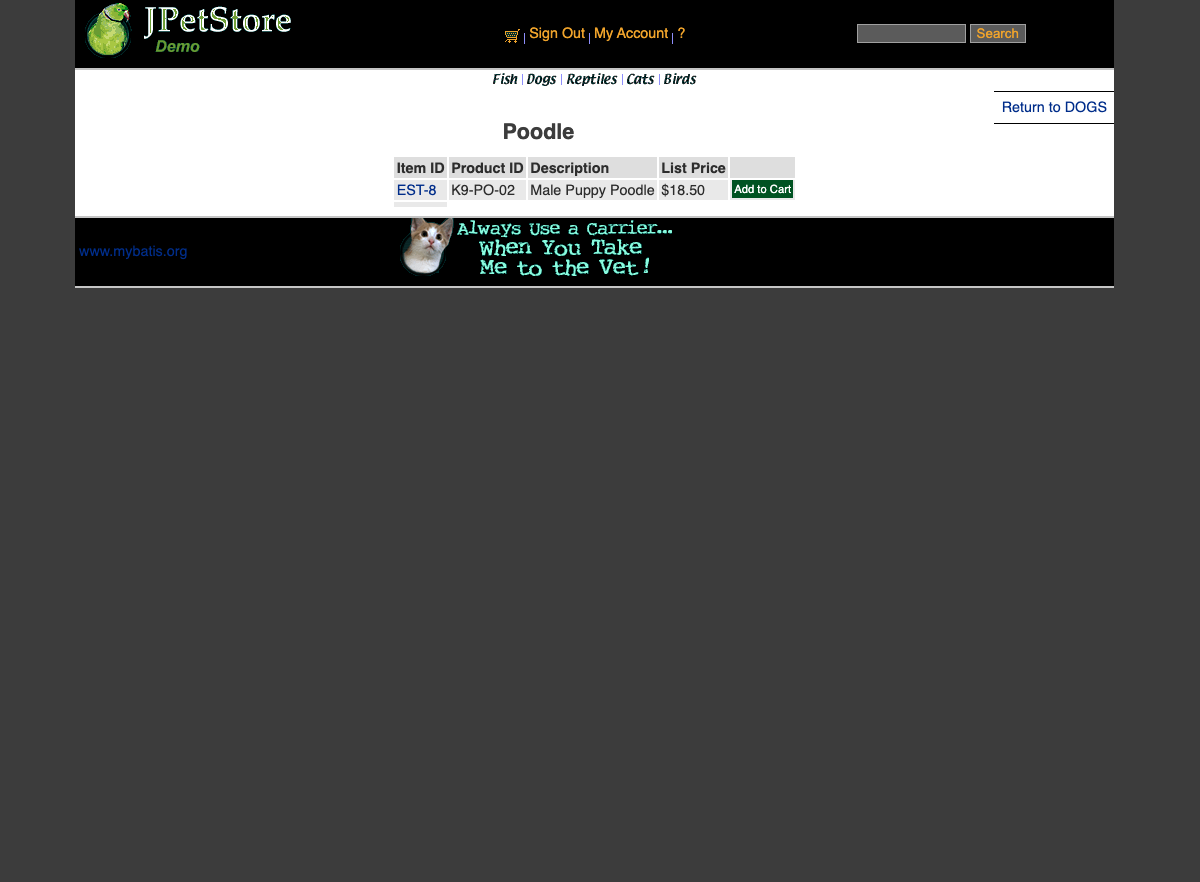 JPetStore
Demo
| Sign Out | My Account | ?
Search
Fish | Dogs | Reptiles | Cats | Birds
Return to DOGS
Poodle
Item ID Product ID Description List Price
EST-8 K9-PO-02 Male Puppy Poodle $18.50 Add to Cart
www.mybatis.org
Always Use a Carrier...
When You Take
Me to the Vet!